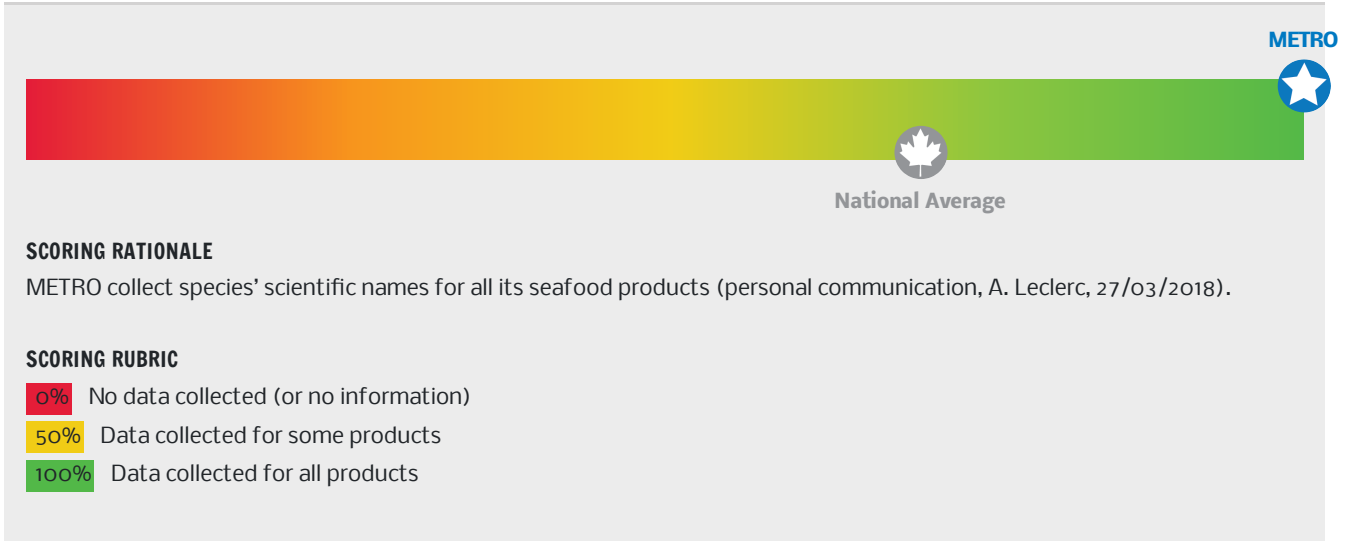 METRO
National Average
SCORING RATIONALE
METRO collect species’ scientific names for all its seafood products (personal communication, A. Leclerc, 27/03/2018).
SCORING RUBRIC
0% No data collected (or no information)
50% Data collected for some products
100% Data collected for all products